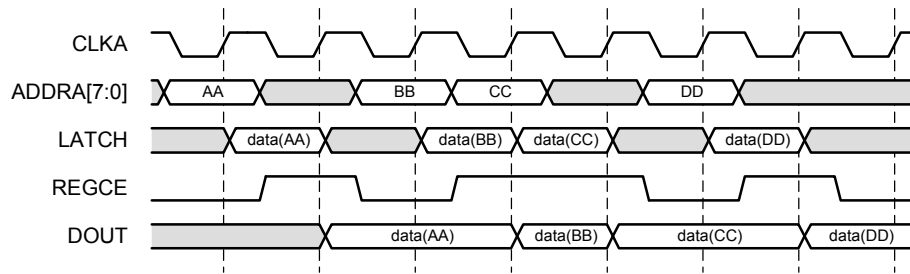 CLKA
ADDRA[7:0] AA BB CC DD
LATCH data(AA) data(BB) data(CC) data(DD)
REGCE
DOUT data(AA) data(BB) data(CC) data(DD)